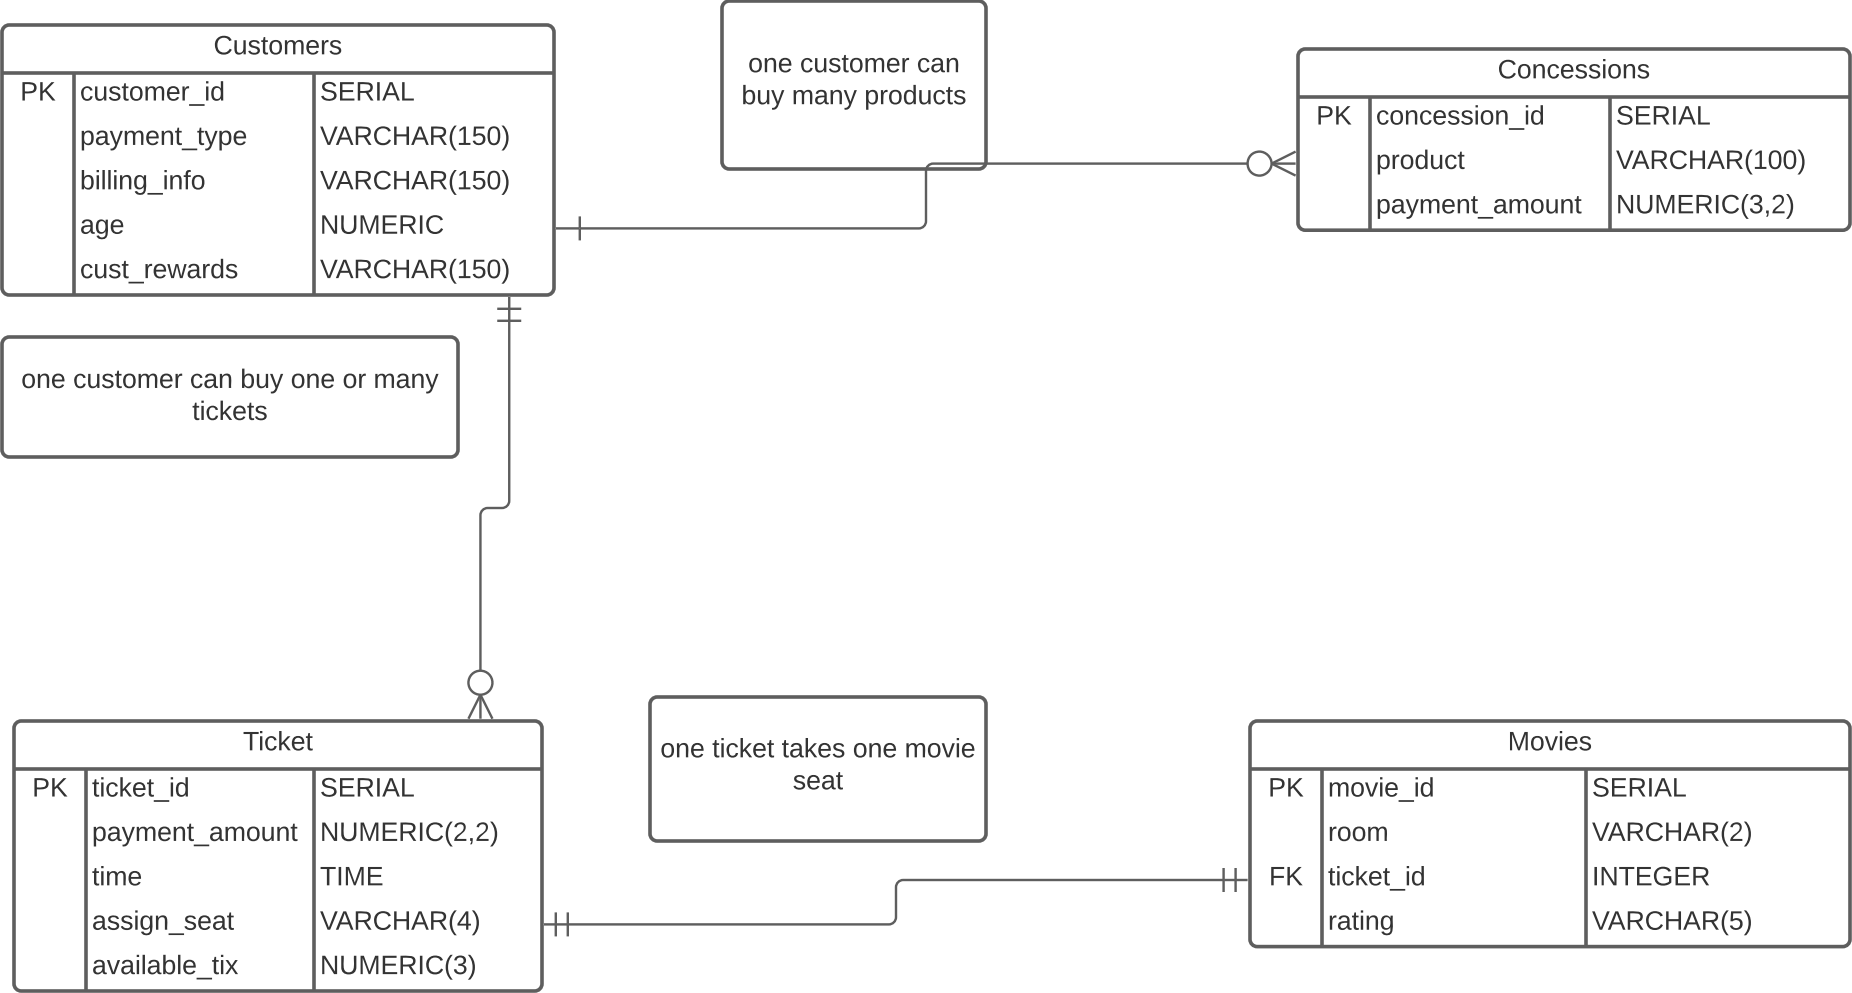 Customers
PK customer_id SERIAL
payment_type VARCHAR(150)
billing_info VARCHAR(150)
age NUMERIC
cust_rewards VARCHAR(150)
one customer can
buy many products
Concessions
PK concession_id SERIAL
product VARCHAR(100)
payment_amount NUMERIC(3,2)
one customer can buy one or many
tickets
Ticket
PK ticket_id SERIAL
payment_amount NUMERIC(2,2)
time TIME
assign_seat VARCHAR(4)
available_tix NUMERIC(3)
one ticket takes one movie
seat
Movies
PK movie_id SERIAL
room VARCHAR(2)
FK ticket_id INTEGER
rating VARCHAR(5)